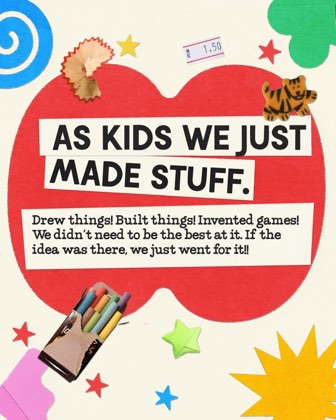 1.50
AS KIDS WE JUST
MADE STUFF.
Drew things! Built things! Invented games!
We didn't need to be the best at it. If the
idea was there, we just went for it!!